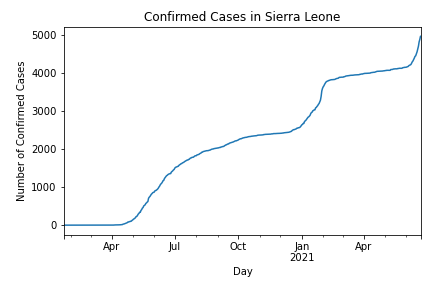 Confirmed Cases in Sierra Leone
Number of Confirmed Cases
5000
4000
3000
2000
1000
0
Apr
Jul
Oct
Jan
2021
Apr
Day